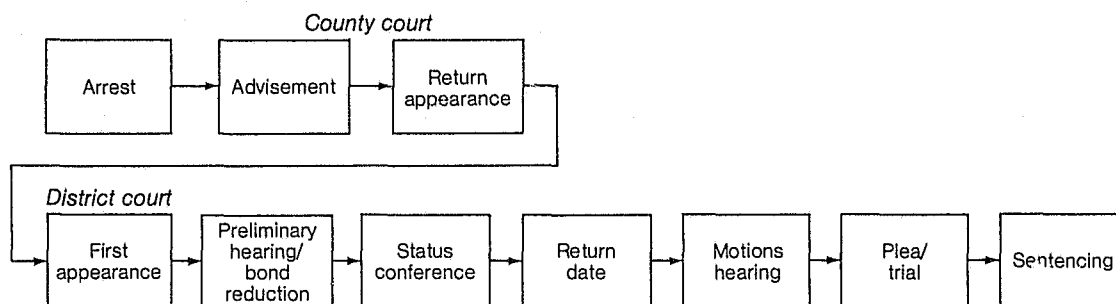 County court
Arrest
Advisement
Return
appearance
District court
First
appearance
Preliminary
hearing/
bond
reduction
Status
conference
Return
date
Motions
hearing
Plea/
trial
Sentencing